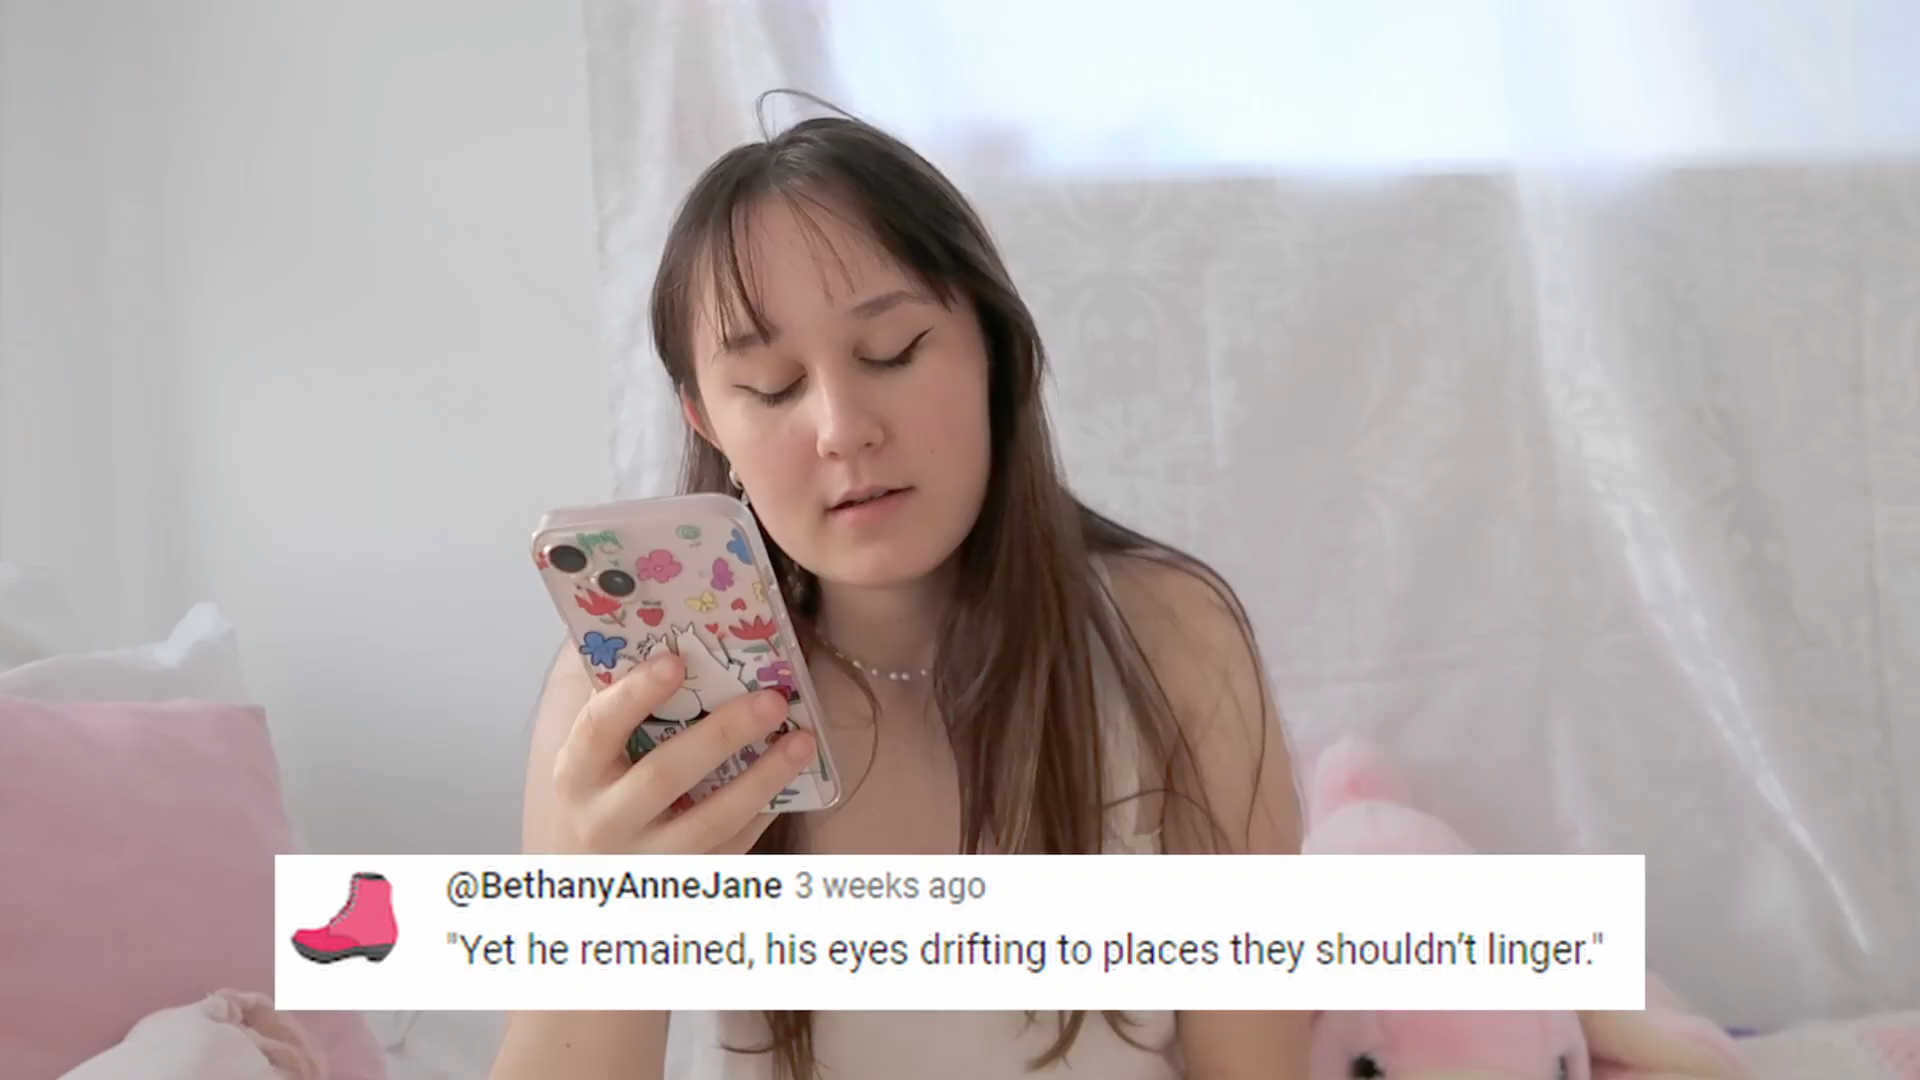 @BethanyAnneJane 3 weeks ago
"Yet he remained, his eyes drifting to places they shouldn’t linger."